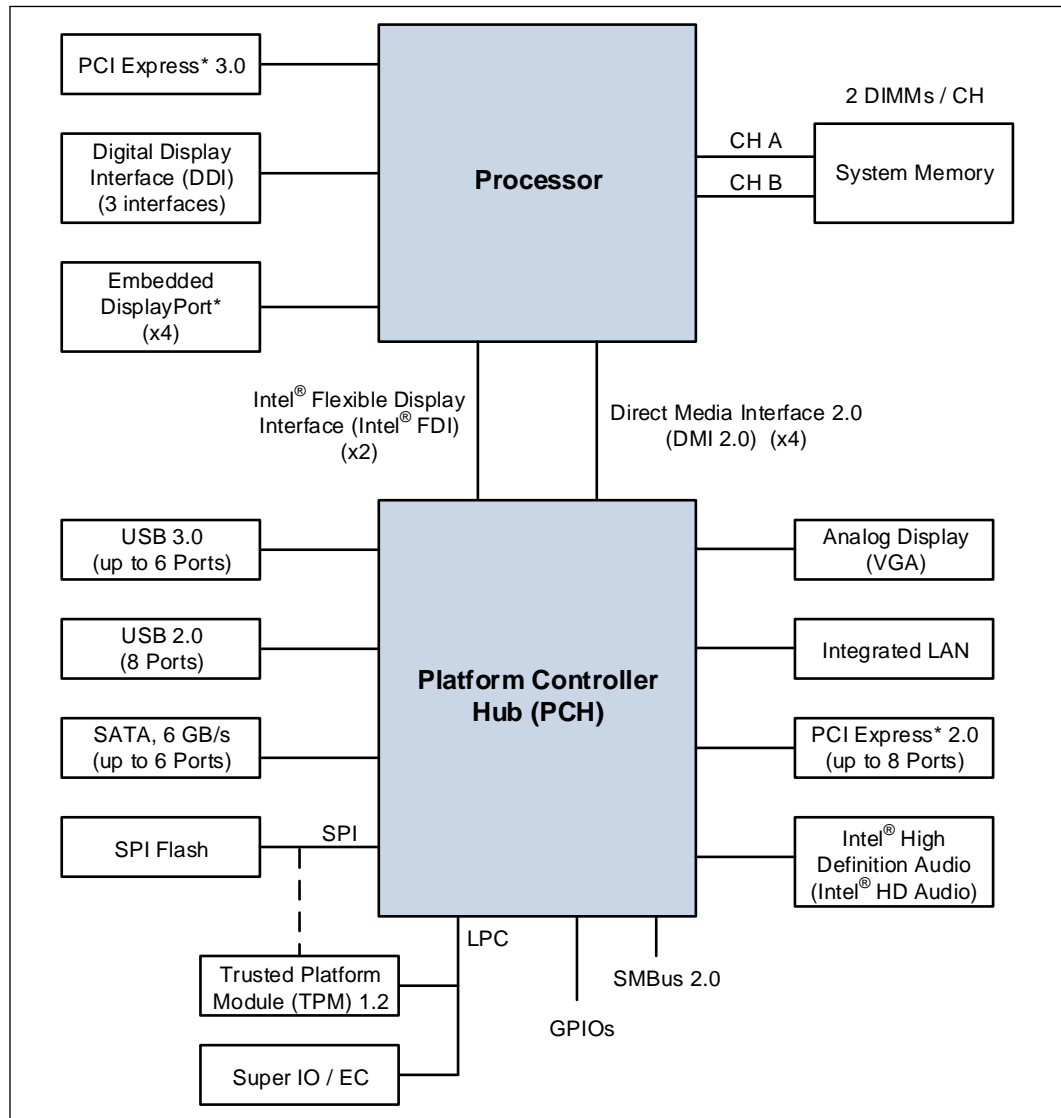 PCI Express* 3.0
Digital Display
Interface (DDI)
(3 interfaces)
Embedded
DisplayPort*
(x4)
Processor
2 DIMMs / CH
CH A
CH B
System Memory
Intel® Flexible Display
Interface (Intel® FDI)
(x2)
Direct Media Interface 2.0
(DMI 2.0) (x4)
USB 3.0
(up to 6 Ports)
USB 2.0
(8 Ports)
SATA, 6 GB/s
(up to 6 Ports)
SPI Flash
SPI
Platform Controller
Hub (PCH)
Analog Display
(VGA)
Integrated LAN
PCI Express* 2.0
(up to 8 Ports)
Intel® High
Definition Audio
(Intel® HD Audio)
LPC
Trusted Platform
Module (TPM) 1.2
Super IO / EC
SMBus 2.0
GPIOs